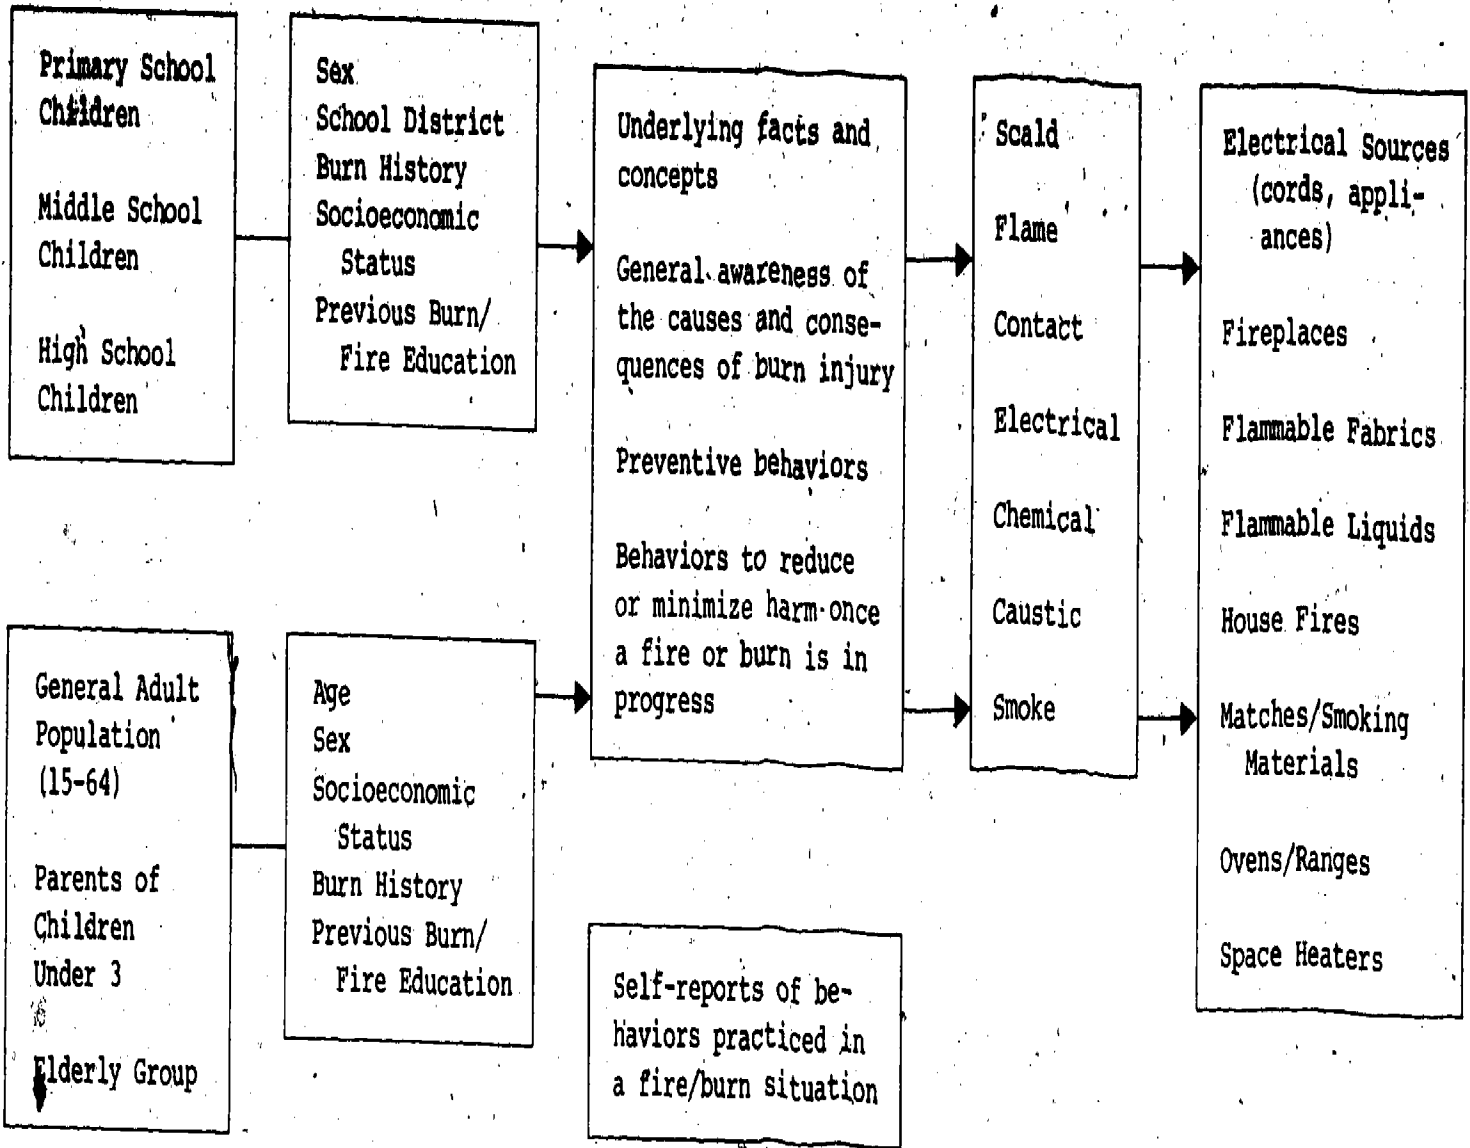 Primary School
Children
Middle School
Children
High School
Children
Sex
School District
Burn History
Socioeconomic
Status
Previous Burn/
Fire Education
Underlying facts and
concepts
General awareness of
the causes and conse-
quences of burn injury
Preventive behaviors
Behaviors to reduce
or minimize harm once
a fire or burn is in
progress
Scald
Flame
Contact
Electrical
Chemical
Caustic
Smoke
Electrical Sources
(cords, appli-
ances)
Fireplaces
Flammable Fabrics
Flammable Liquids
House Fires
Matches/Smoking
Materials
Ovens/Ranges
Space Heaters
General Adult
Population
(15-64)
Parents of
Children
Under 3
Elderly Group
Age
Sex
Socioeconomic
Status
Burn History
Previous Burn/
Fire Education
Self-reports of be-
haviors practiced in
a fire/burn situation